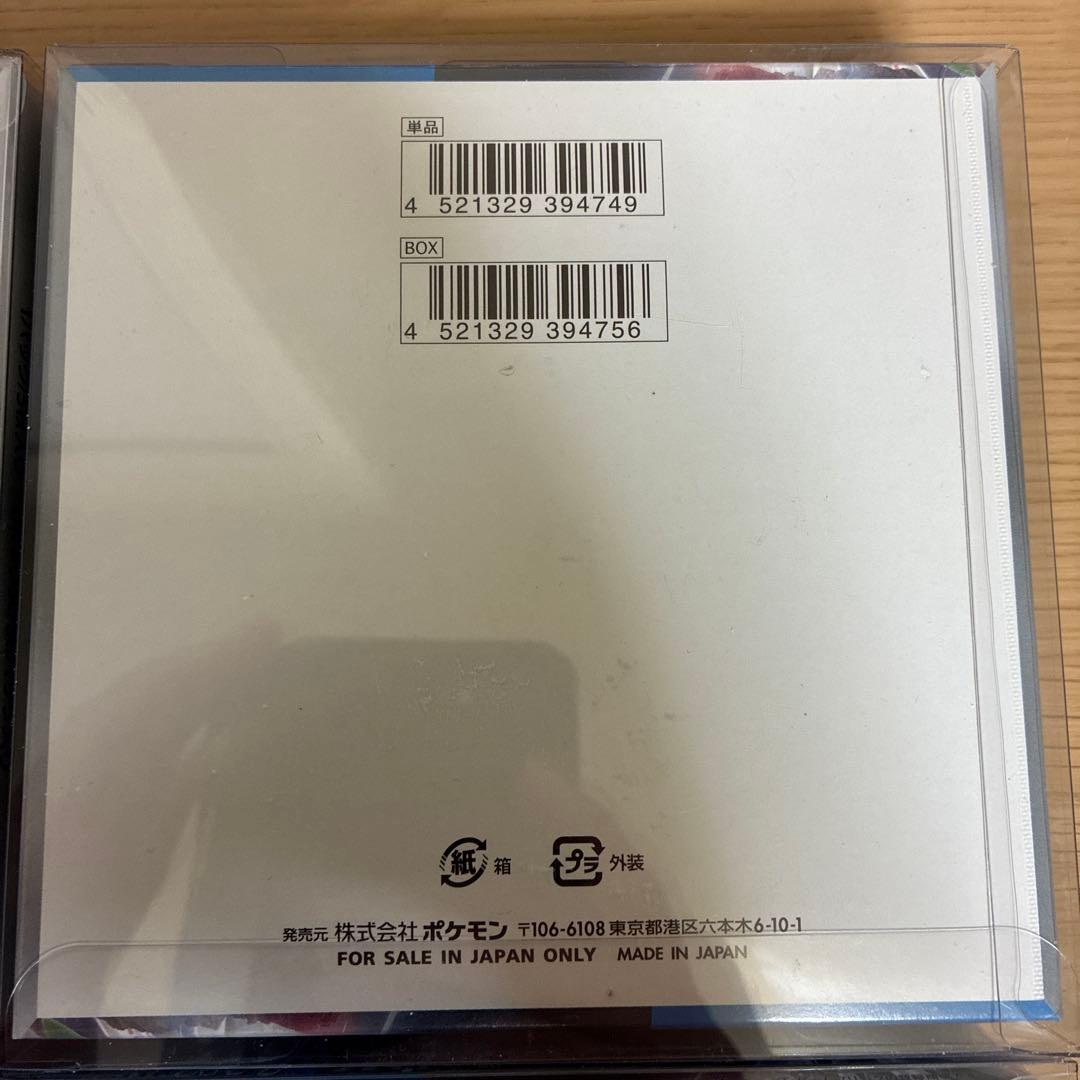 単品
4 521329 394749
BOX
4 521329 394756
紙 箱 プラ 外装
発売元 株式会社 ポケモン 〒106-6108 東京都港区六本木6-10-1
FOR SALE IN JAPAN ONLY MADE IN JAPAN